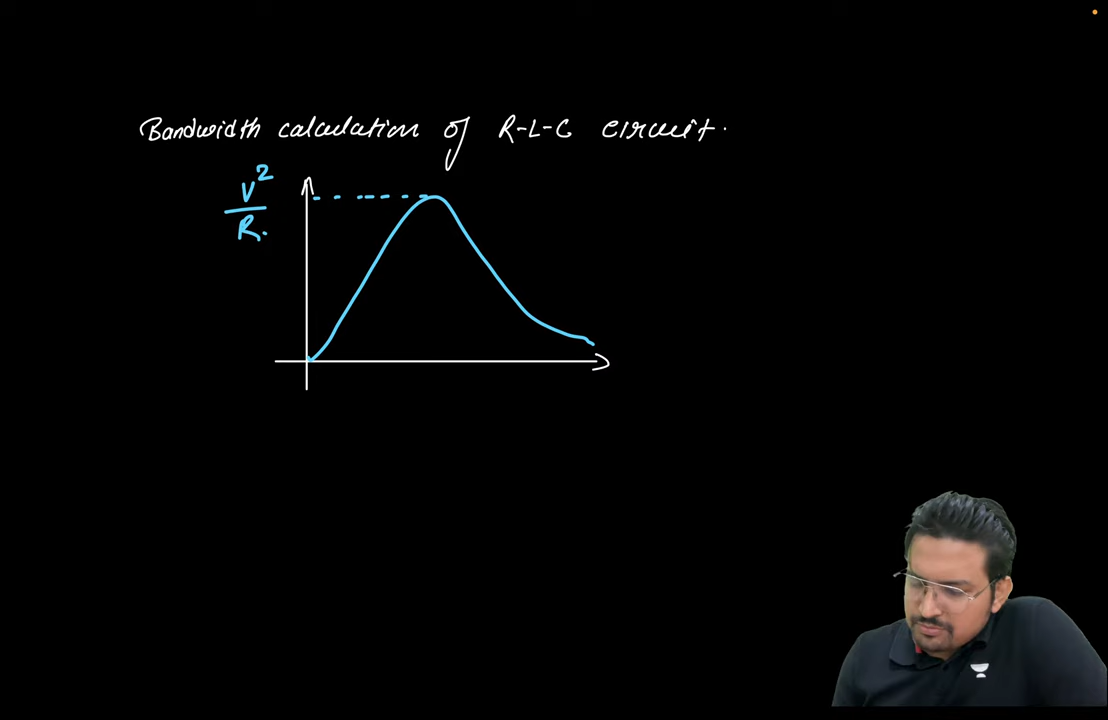 Bandwidth calculation of R-L-C circuit.
V²
R.